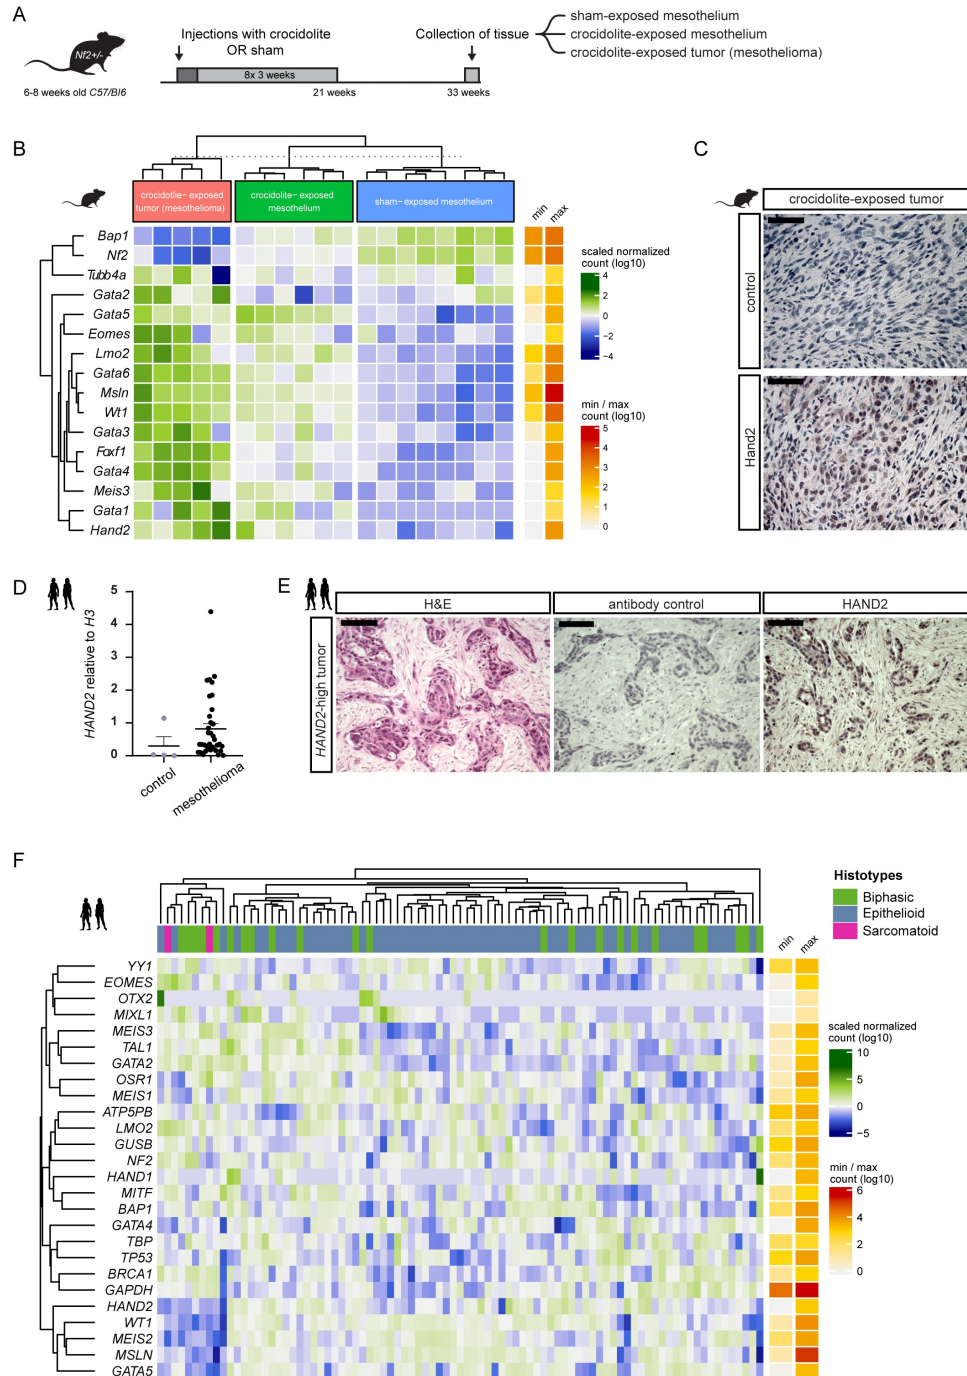 A
Nf2+/-
6-8 weeks old C57/Bl6
Injections with crocidolite
OR sham
8x 3 weeks
21 weeks
Collection of tissue
33 weeks
sham-exposed mesothelium
crocidolite-exposed mesothelium
crocidolite-exposed tumor (mesothelioma)
B
crocidotlie– exposed
tumor (mesothelioma)
crocidolite– exposed
mesothelium
sham– exposed mesothelium
min
max
Bap1
Nf2
Tubb4a
Gata2
Gata5
Eomes
Lmo2
Gata6
Msln
Wt1
Gata3
Foxf1
Gata4
Meis3
Gata1
Hand2
scaled normalized
count (log10)
4
2
0
−2
−4
min / max
count (log10)
5
4
3
2
1
0
C
crocidolite-exposed tumor
control
Hand2
D
HAND2 relative to H3
5
4
3
2
1
0
control
mesothelioma
E
H&E
antibody control
HAND2
HAND2-high tumor
F
Histotypes
Biphasic
Epithelioid
Sarcomatoid
min
max
YY1
EOMES
OTX2
MIXL1
MEIS3
TAL1
GATA2
OSR1
MEIS1
ATP5PB
LMO2
GUSB
NF2
HAND1
MITF
BAP1
GATA4
TBP
TP53
BRCA1
GAPDH
HAND2
WT1
MEIS2
MSLN
GATA5
scaled normalized
count (log10)
10
5
0
−5
min / max
count (log10)
6
4
2
0